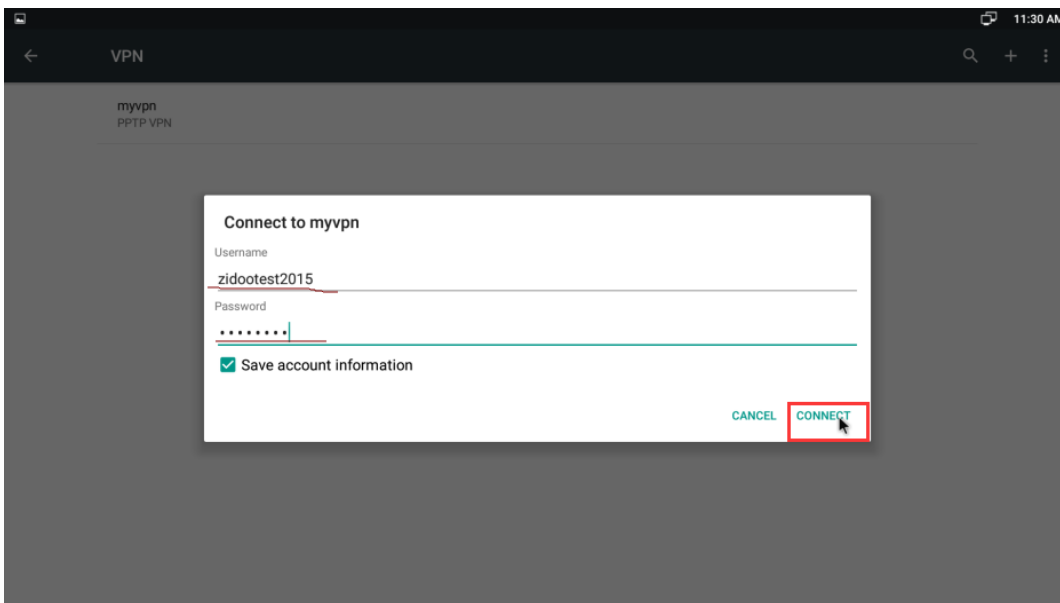 11:30 AM
VPN
myvpn
PPTP VPN
Connect to myvpn
Username
zidootest2015
Password
••••••••
Save account information
CANCEL CONNECT